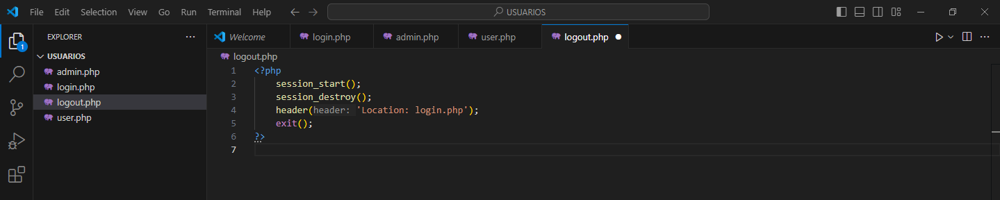 File Edit Selection View Go Run Terminal Help USUARIOS
EXPLORER
Welcome login.php admin.php user.php logout.php
1
USUARIOS
admin.php
login.php
logout.php
user.php
logout.php
1 <?php
2 session_start();
3 session_destroy();
4 header(header: 'Location: login.php');
5 exit();
6 ?>
7